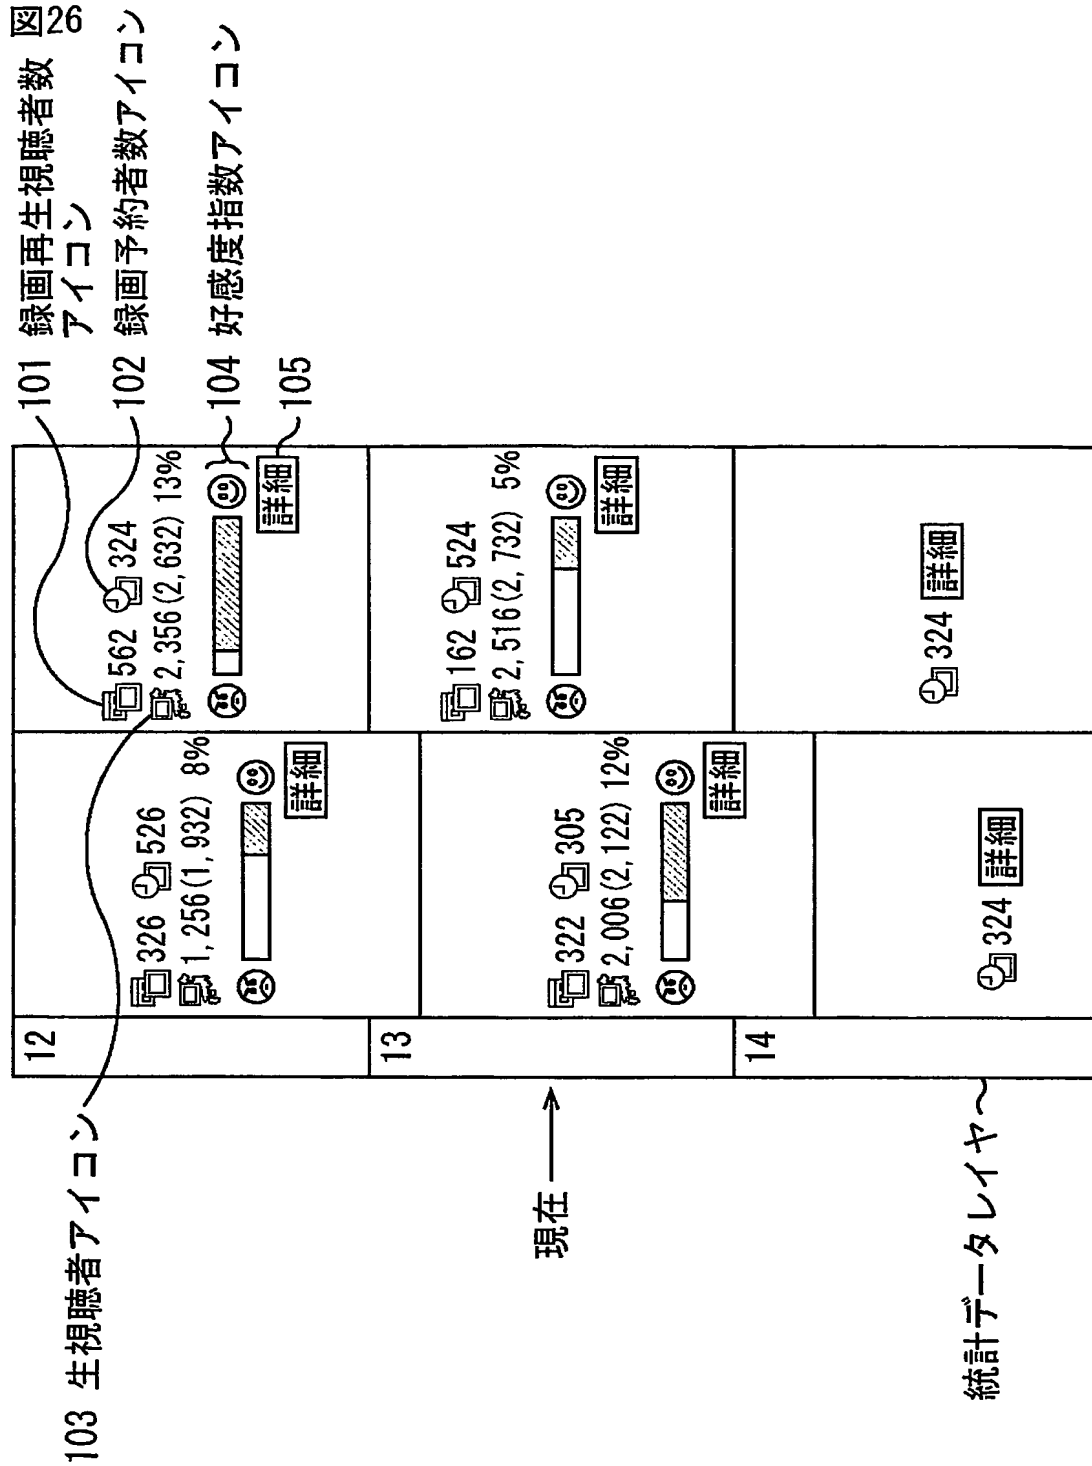 図26
101 録画再生視聴者数
アイコン
102 録画予約者数アイコン
103 生視聴者アイコン
104 好感度指数アイコン
105
12
326 526
1,256(1,932) 8%
詳細
562 324
2,356(2,632) 13%
詳細
現在
13
322 305
2,006(2,122) 12%
詳細
162 524
2,516(2,732) 5%
詳細
14
324 詳細
324 詳細
統計データレイヤ